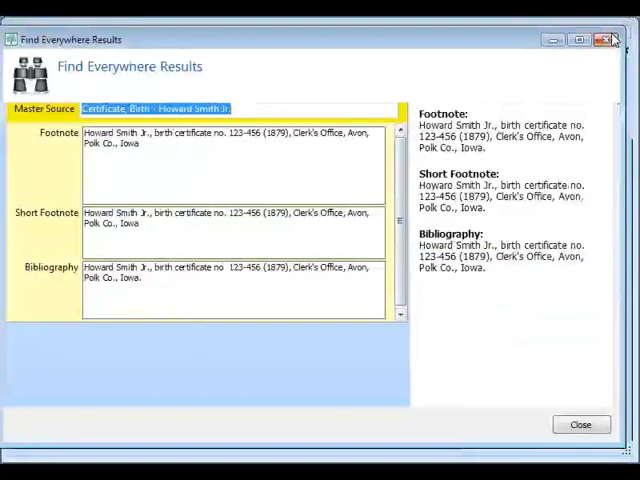 Find Everywhere Results
Find Everywhere Results
Master Source Certificate, Birth - Howard Smith Jr.
Footnote Howard Smith Jr., birth certificate no. 123-456 (1879), Clerk's Office, Avon,
Polk Co., Iowa
Short Footnote Howard Smith Jr., birth certificate no. 123-456 (1879), Clerk's Office, Avon,
Polk Co., Iowa
Bibliography Howard Smith Jr., birth certificate no 123-456 (1879), Clerk's Office, Avon,
Polk Co., Iowa.
Footnote:
Howard Smith Jr., birth certificate no.
123-456 (1879), Clerk's Office, Avon,
Polk Co., Iowa.
Short Footnote:
Howard Smith Jr., birth certificate no.
123-456 (1879), Clerk's Office, Avon,
Polk Co., Iowa.
Bibliography:
Howard Smith Jr., birth certificate no.
123-456 (1879), Clerk's Office, Avon,
Polk Co., Iowa.
Close